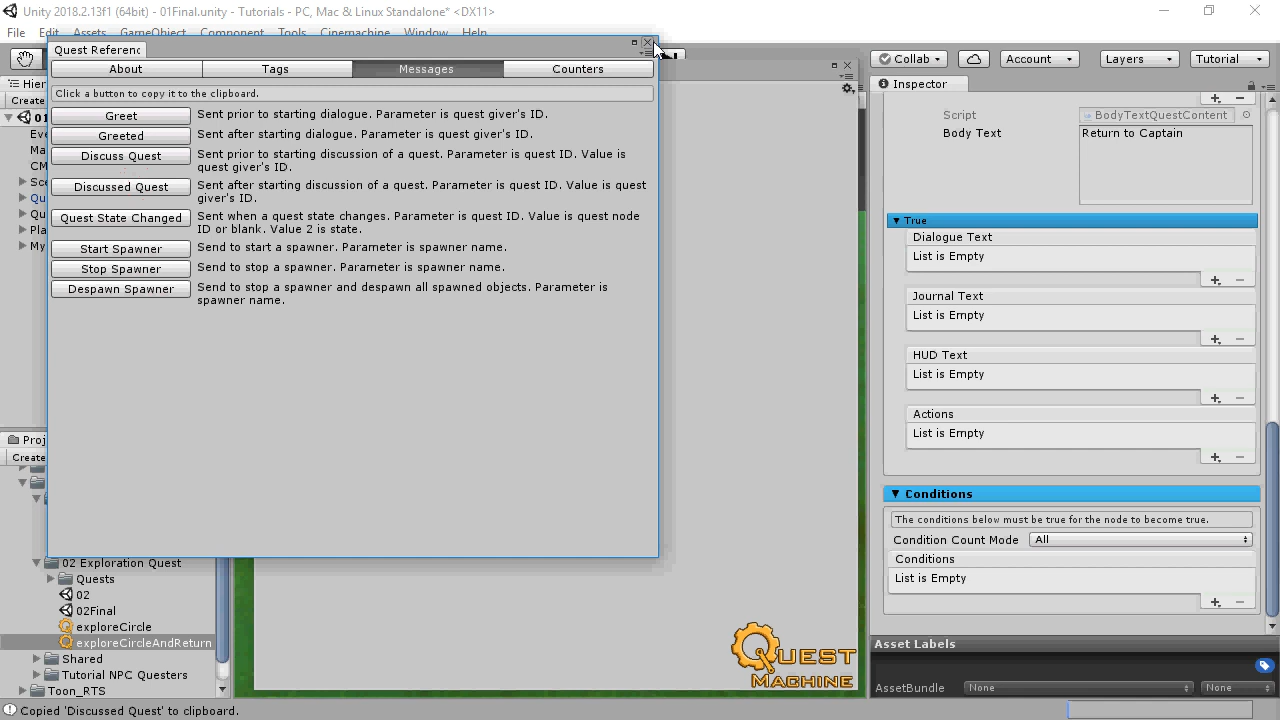 Unity 2018.2.13f1 (64bit) - 01Final.unity - Tutorials - PC, Mac & Linux Standalone* <DX11>
File Edit Assets GameObject Component Tools Cinemachine Window Help
Quest Referenc
About Tags Messages Counters
Click a button to copy it to the clipboard.
Greet Sent prior to starting dialogue. Parameter is quest giver's ID.
Greeted Sent after starting dialogue. Parameter is quest giver's ID.
Discuss Quest Sent prior to starting discussion of a quest. Parameter is quest ID. Value is
quest giver's ID.
Discussed Quest Sent after starting discussion of a quest. Parameter is quest ID. Value is quest
giver's ID.
Quest State Changed Sent when a quest state changes. Parameter is quest ID. Value is quest node
ID or blank. Value 2 is state.
Start Spawner Send to start a spawner. Parameter is spawner name.
Stop Spawner Send to stop a spawner. Parameter is spawner name.
Despawn Spawner Send to stop a spawner and despawn all spawned objects. Parameter is
spawner name.
Hier
Create
01
Eve
Ma
CM
Sce
Qu
Qu
Pla
My
Proj
Create
02 Exploration Quest
Quests
02
02Final
exploreCircle
exploreCircleAndReturn
Shared
Tutorial NPC Questers
Toon_RTS
Quest
Machine
Collab Account Layers Tutorial
Inspector
Script BodyTextQuestContent
Body Text Return to Captain
True
Dialogue Text
List is Empty
Journal Text
List is Empty
HUD Text
List is Empty
Actions
List is Empty
Conditions
The conditions below must be true for the node to become true.
Condition Count Mode All
Conditions
List is Empty
Asset Labels
AssetBundle None None
Copied 'Discussed Quest' to clipboard.